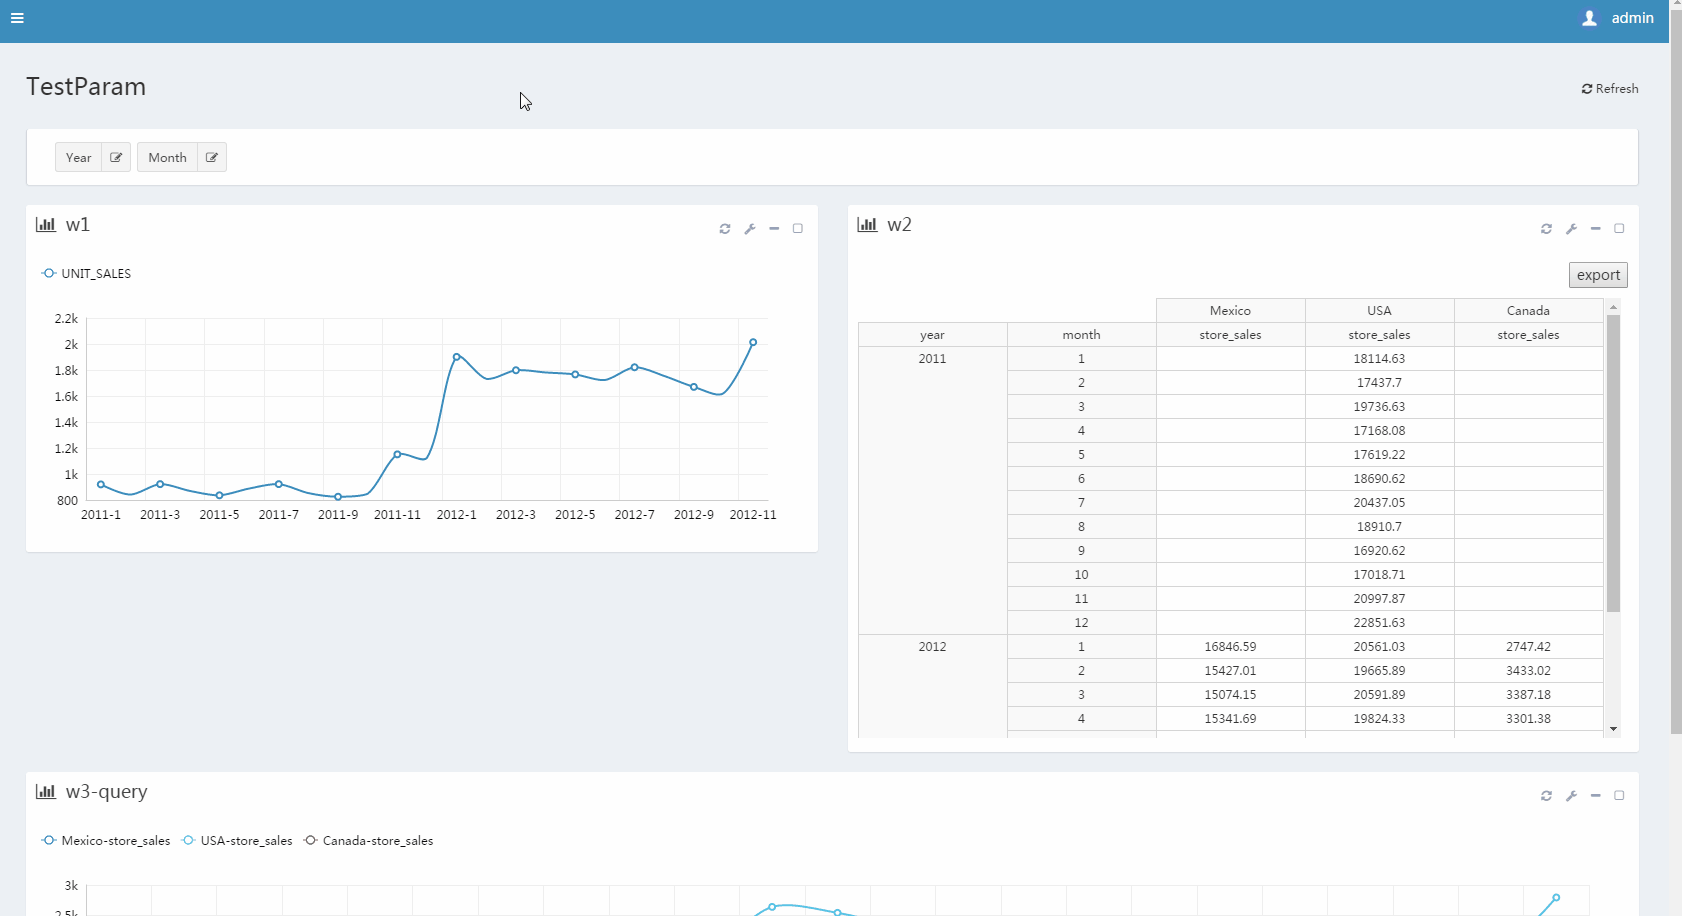 admin
TestParam
Refresh
Year Month
w1
UNIT_SALES
2.2k
2k
1.8k
1.6k
1.4k
1.2k
1k
800
2011-1 2011-3 2011-5 2011-7 2011-9 2011-11 2012-1 2012-3 2012-5 2012-7 2012-9 2012-11
w2
export
Mexico USA Canada
year month store_sales store_sales store_sales
2011 1 18114.63
2 17437.7
3 19736.63
4 17168.08
5 17619.22
6 18690.62
7 20437.05
8 18910.7
9 16920.62
10 17018.71
11 20997.87
12 22851.63
2012 1 16846.59 20561.03 2747.42
2 15427.01 19665.89 3433.02
3 15074.15 20591.89 3387.18
4 15341.69 19824.33 3301.38
w3-query
Mexico-store_sales USA-store_sales Canada-store_sales
3k
2.5k